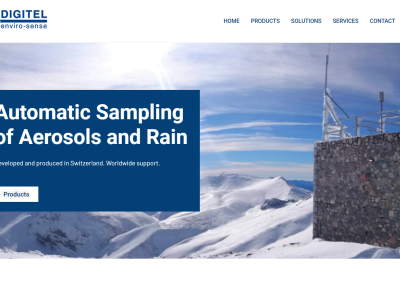 DIGITEL
enviro-sense
HOME PRODUCTS SOLUTIONS SERVICES CONTACT
Automatic Sampling
of Aerosols and Rain
eveloped and produced in Switzerland. Worldwide support.
Products